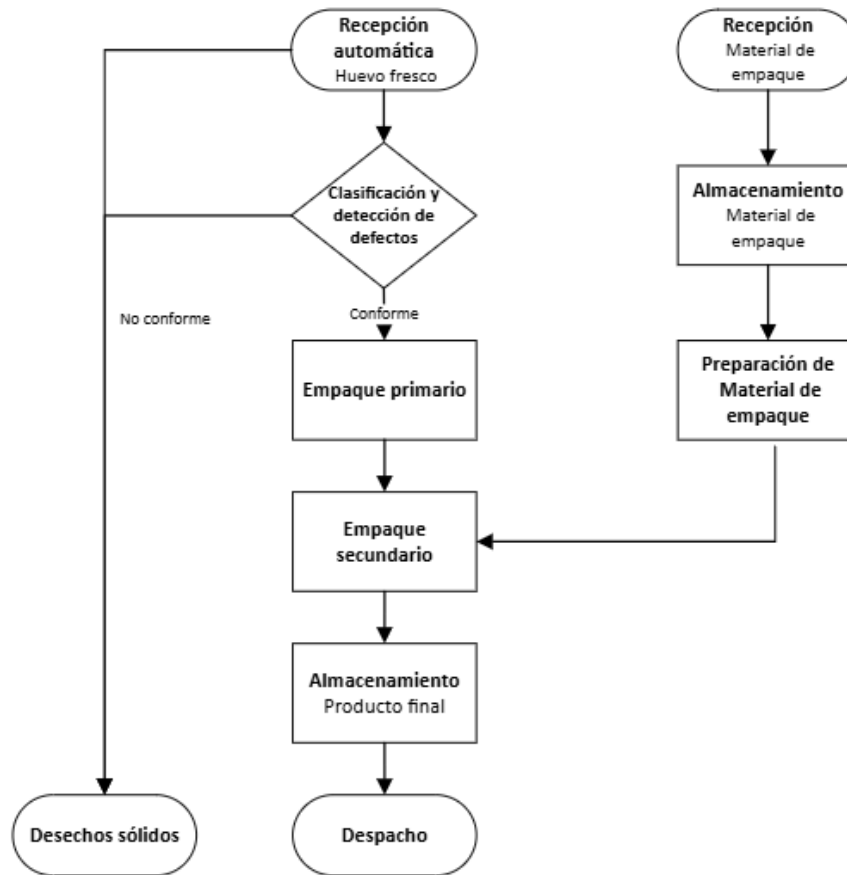 Recepción
automática
Huevo fresco
Recepción
Material de
empaque
Clasificación y
detección de
defectos
Almacenamiento
Material de
empaque
No conforme
Conforme
Empaque primario
Preparación de
Material de
empaque
Empaque
secundario
Almacenamiento
Producto final
Desechos sólidos
Despacho